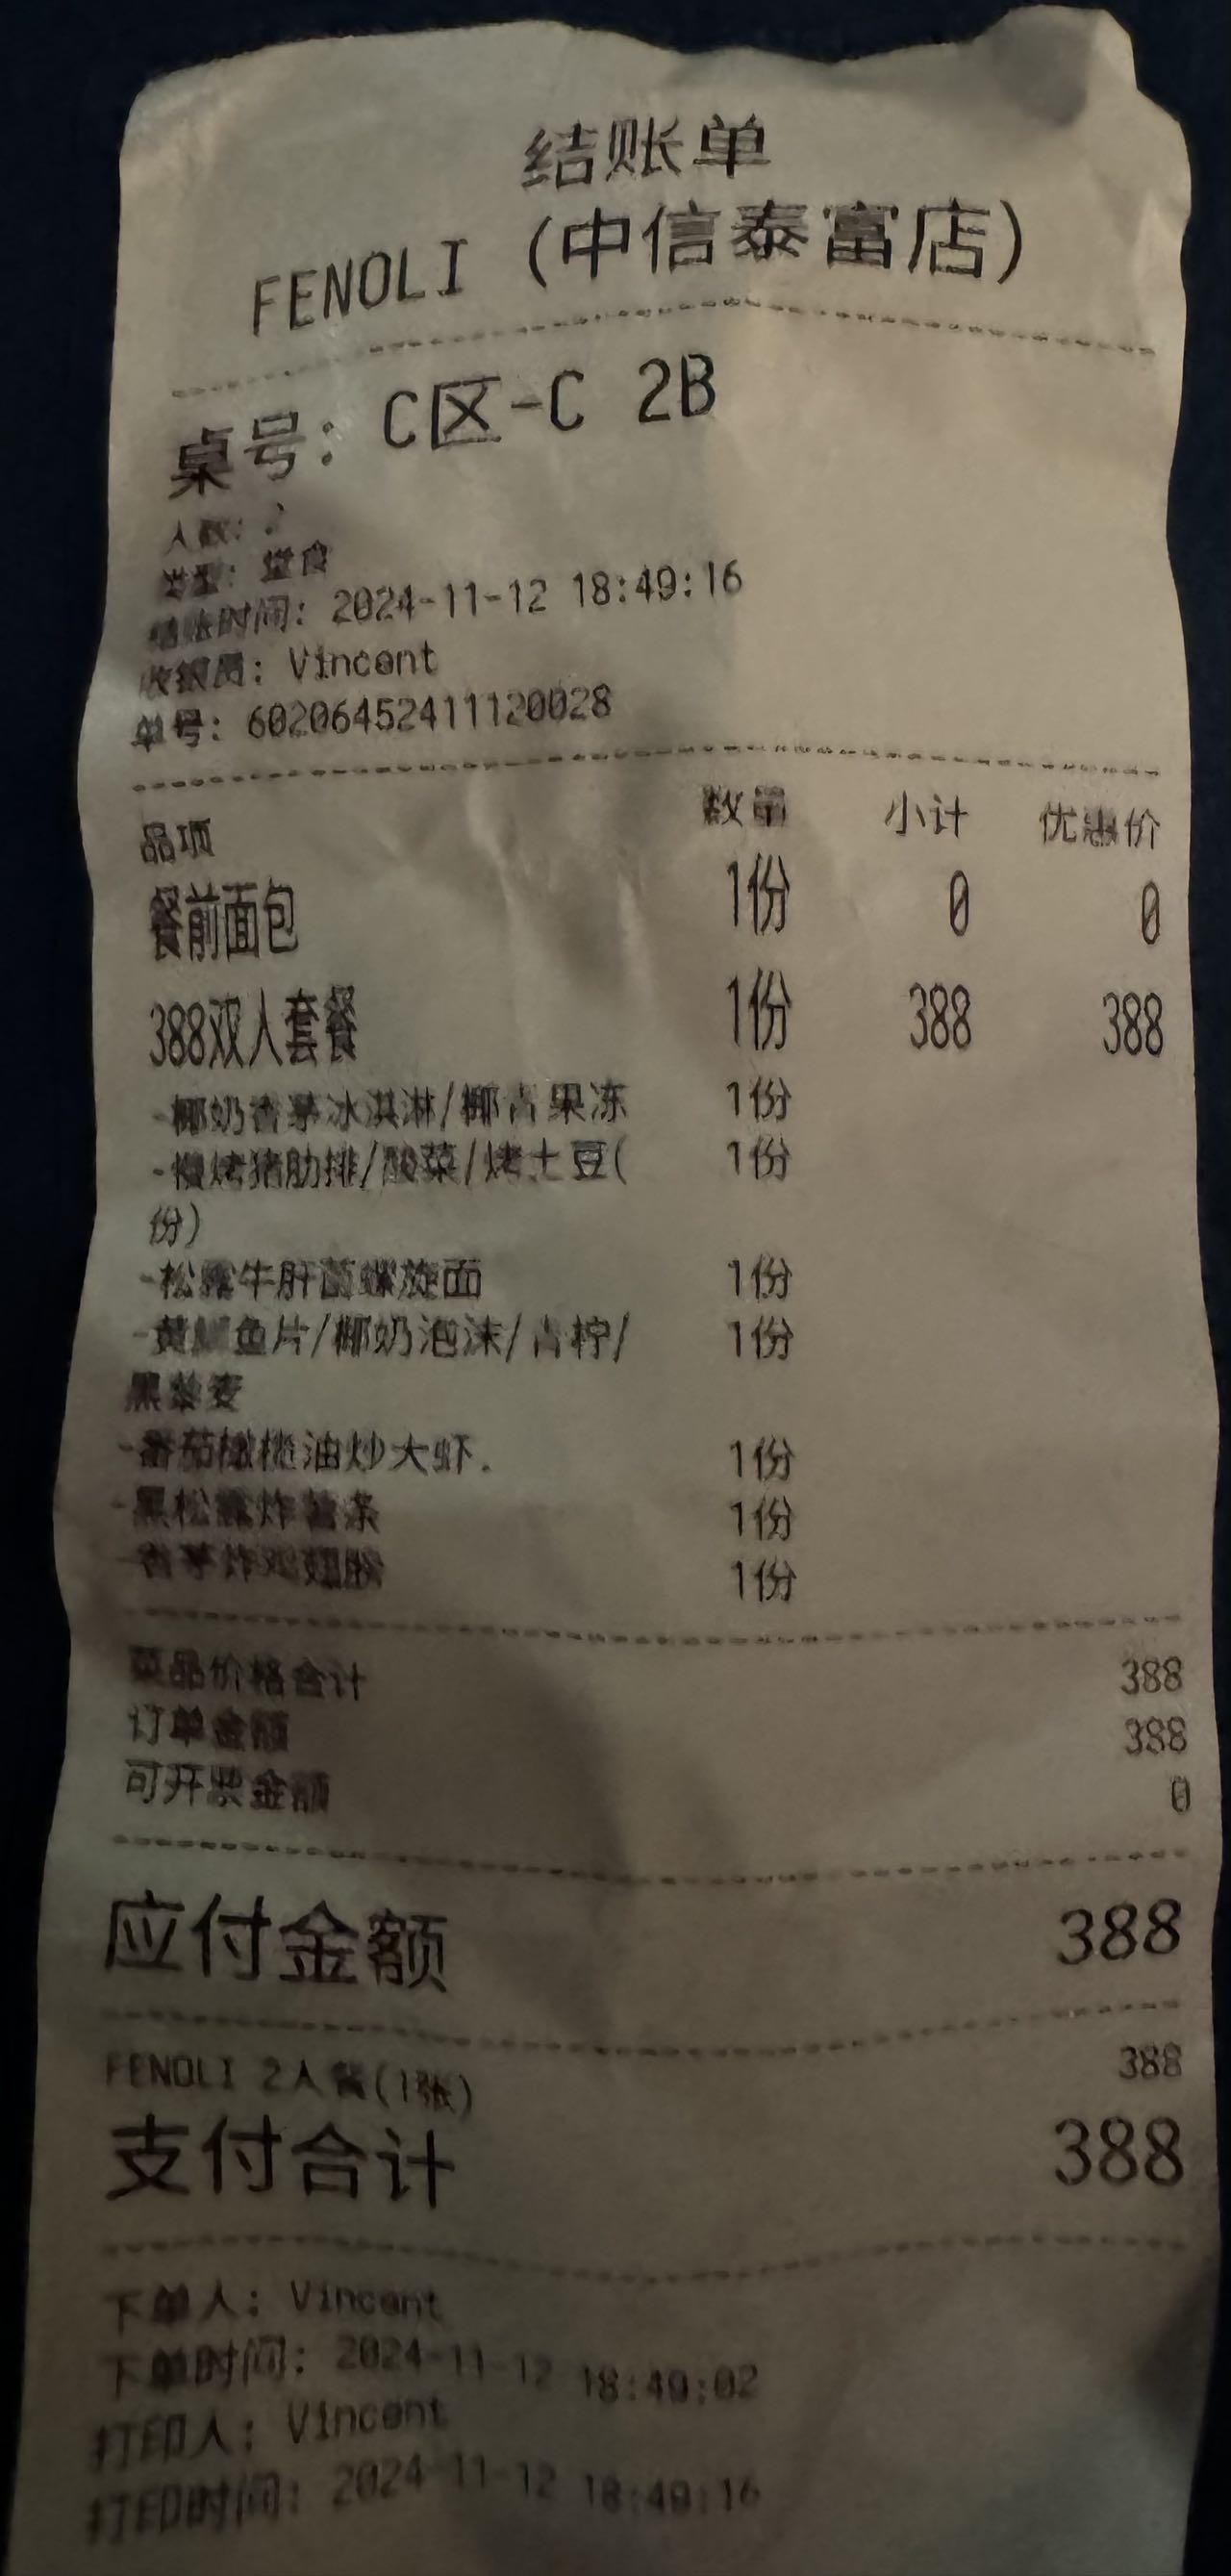 结账单
FENOLI (中信泰富店)
桌号: C区-C 2B
人数:
类型: 堂食
结账时间: 2024-11-12 18:49:16
收银员: Vincent
单号: 60206452411120028
品项 数量 小计 优惠价
餐前面包 1份 0 0
388双人套餐 1份 388 388
-椰奶香茅冰淇淋/椰青果冻 1份
-慢烤猪肋排/酸菜/烤土豆( 1份
份)
-松露牛肝菌螺旋面 1份
-黄鰤鱼片/椰奶泡沫/青柠/ 1份
黑藜麦
-番茄橄榄油炒大虾. 1份
-黑松露炸薯条 1份
-香茅炸鸡翅 1份
菜品价格合计 388
订单金额 388
可开票金额 0
应付金额 388
FENOLI 2人餐(1张) 388
支付合计 388
下单人: Vincent
下单时间: 2024-11-12 18:49:02
打印人: Vincent
打印时间: 2024-11-12 18:49:16